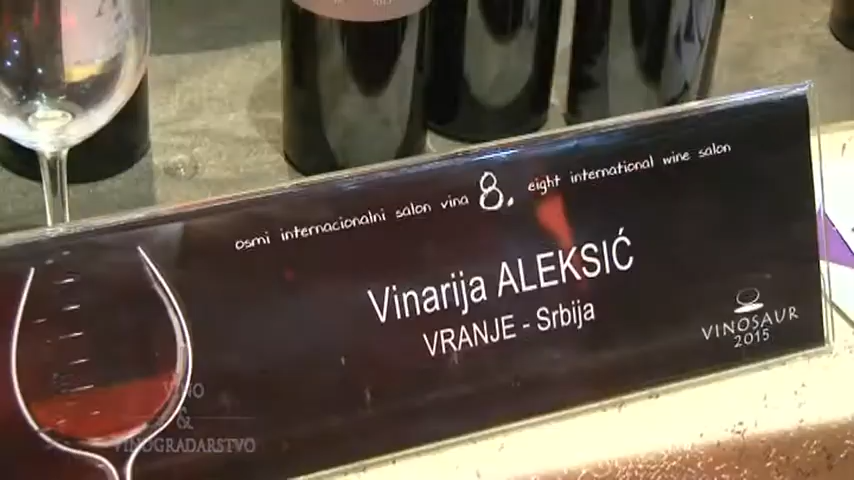 osmi internacionalni salon vina 8. eight international wine salon
Vinarija ALEKSIĆ
VRANJE - Srbija
VINOSAUR
2015
VINO
&
VINOGRADARSTVO